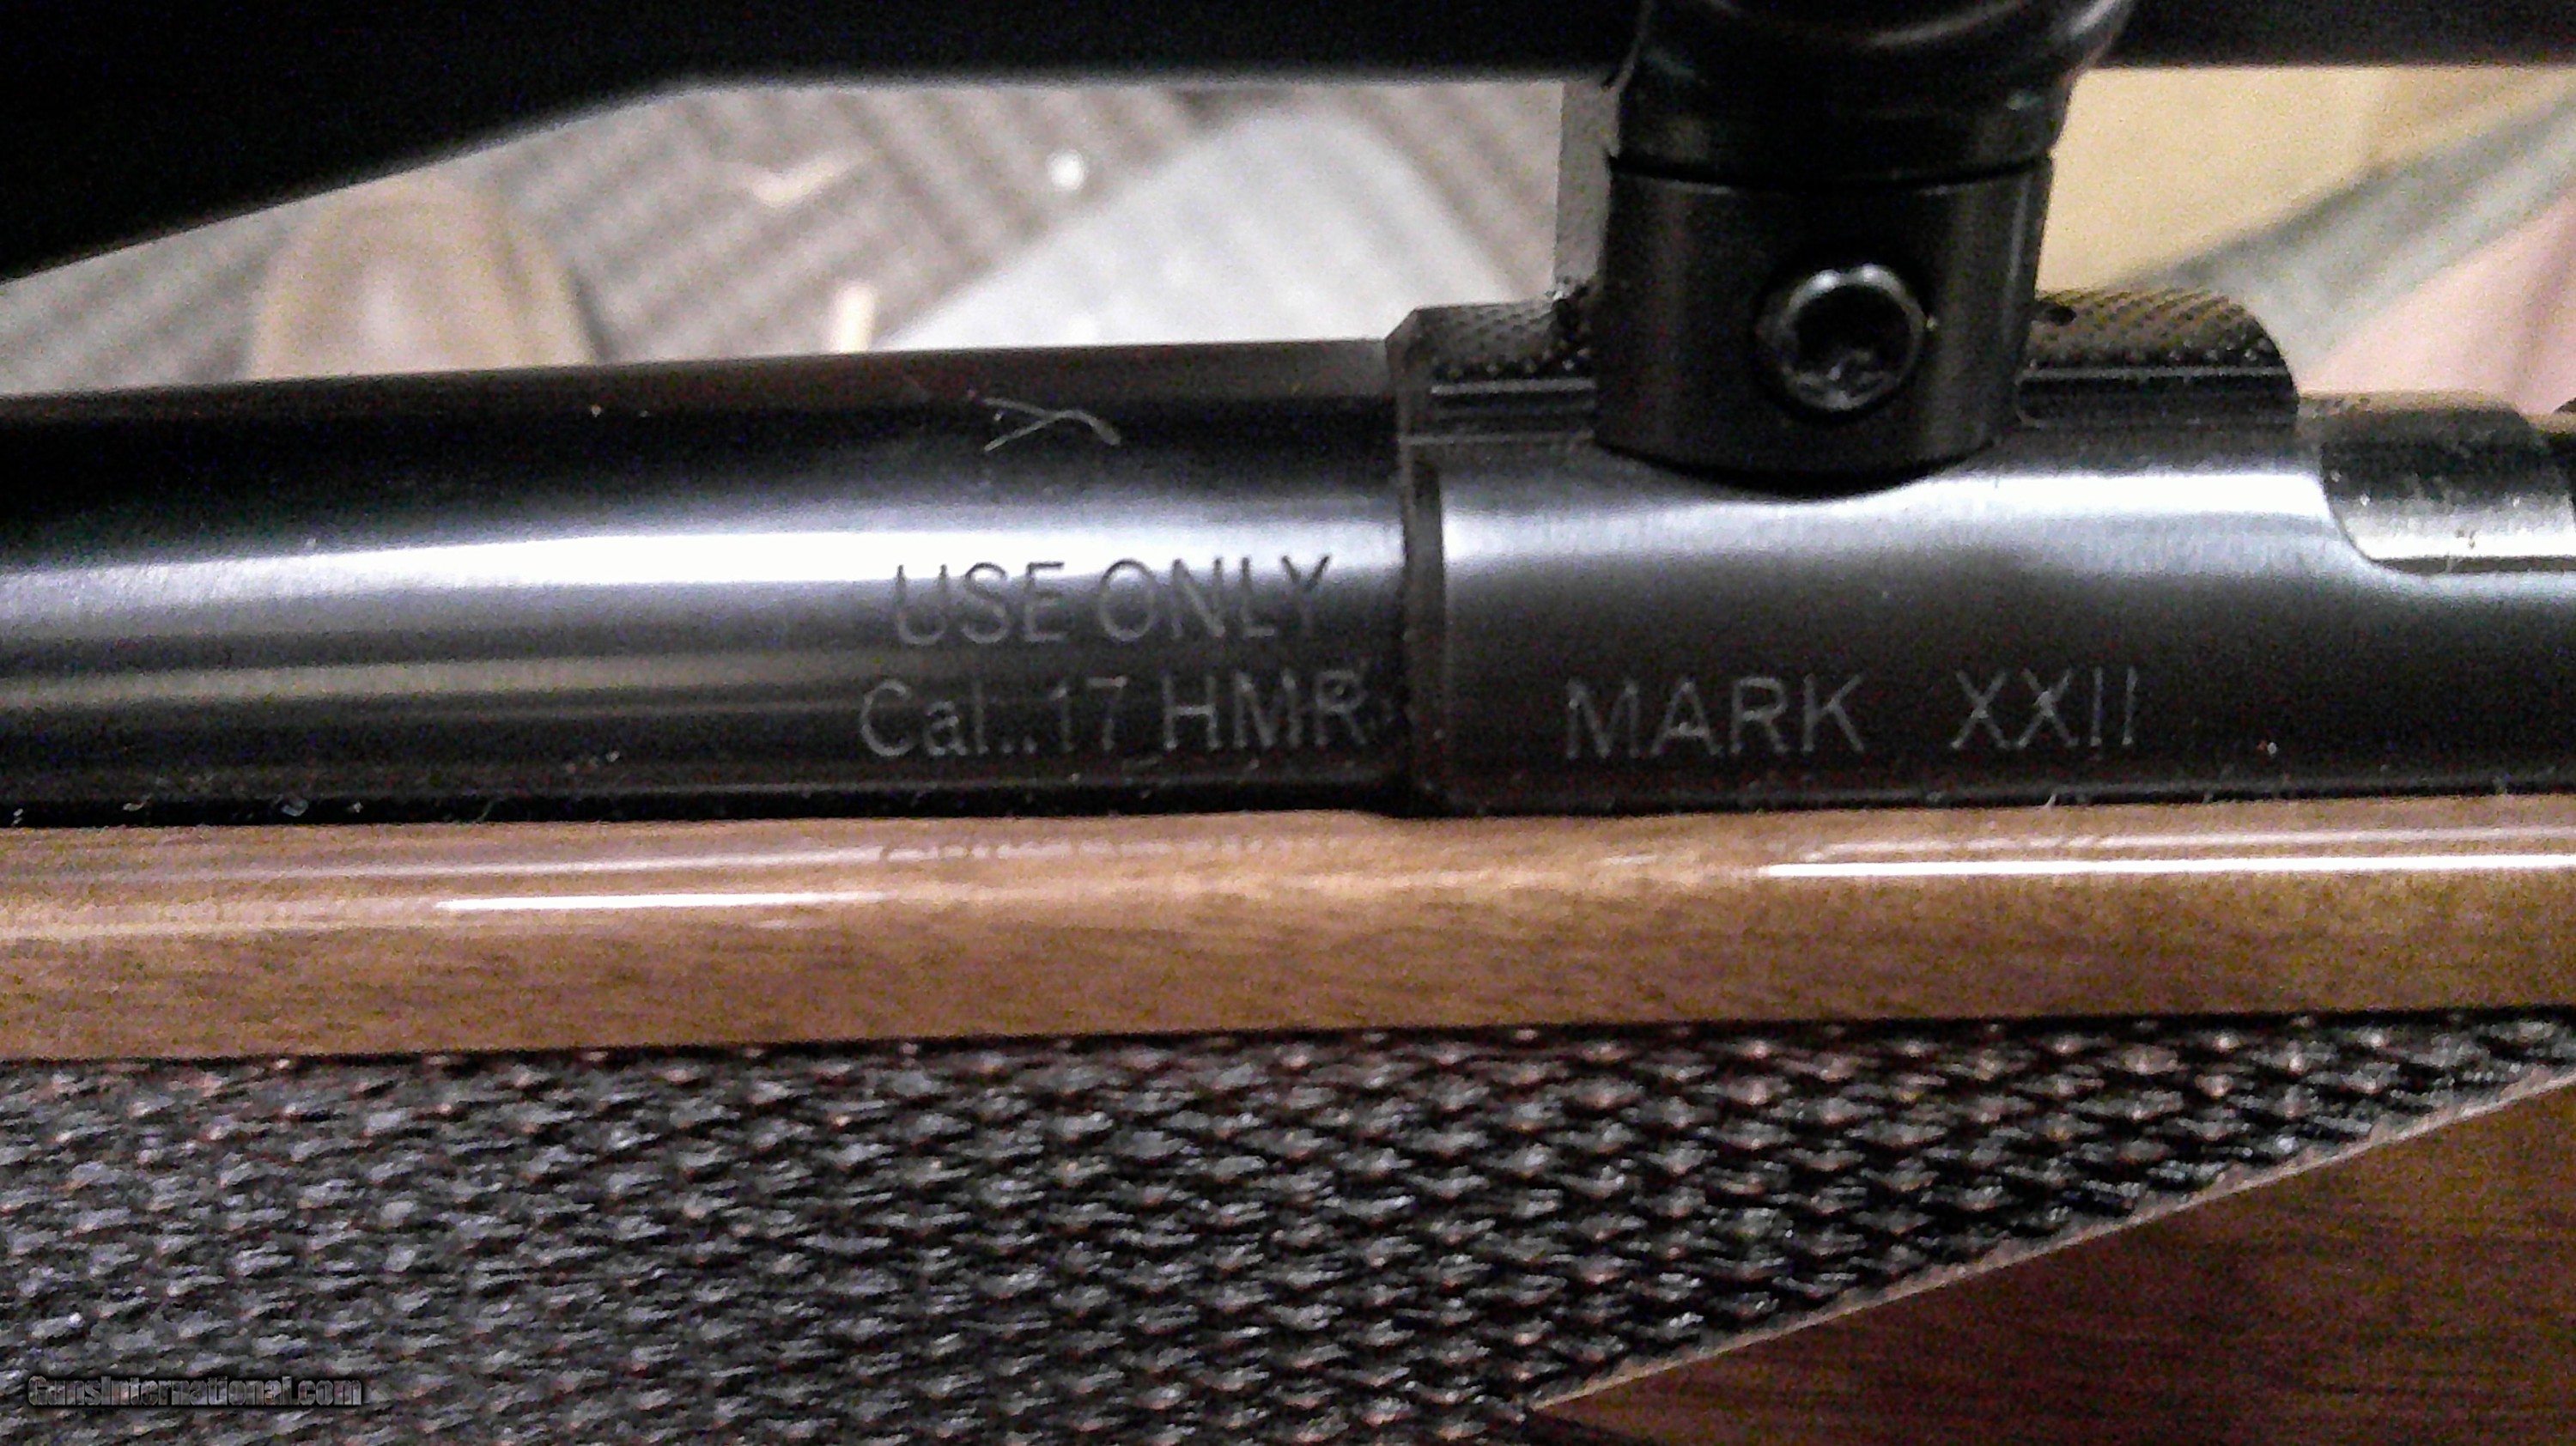 USE ONLY
Cal..17 HMR
MARK XXII
GunsInternational.com